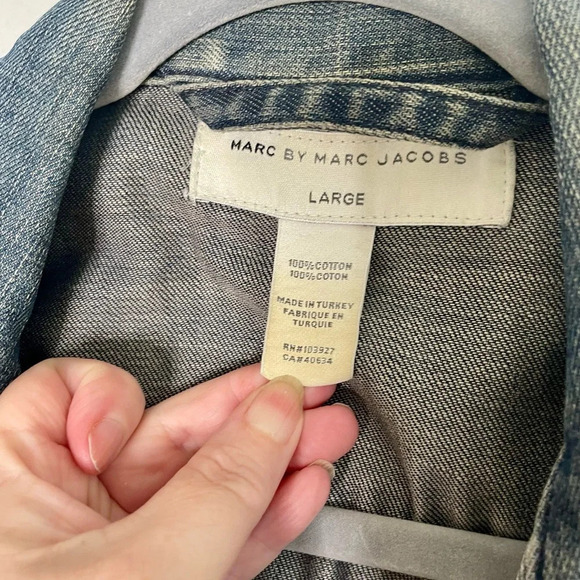 MARC BY MARC JACOBS
LARGE
100% COTTON
100% COTON
MADE IN TURKEY
FABRIQUE EN
TURQUIE
RN#103927
CA#40634